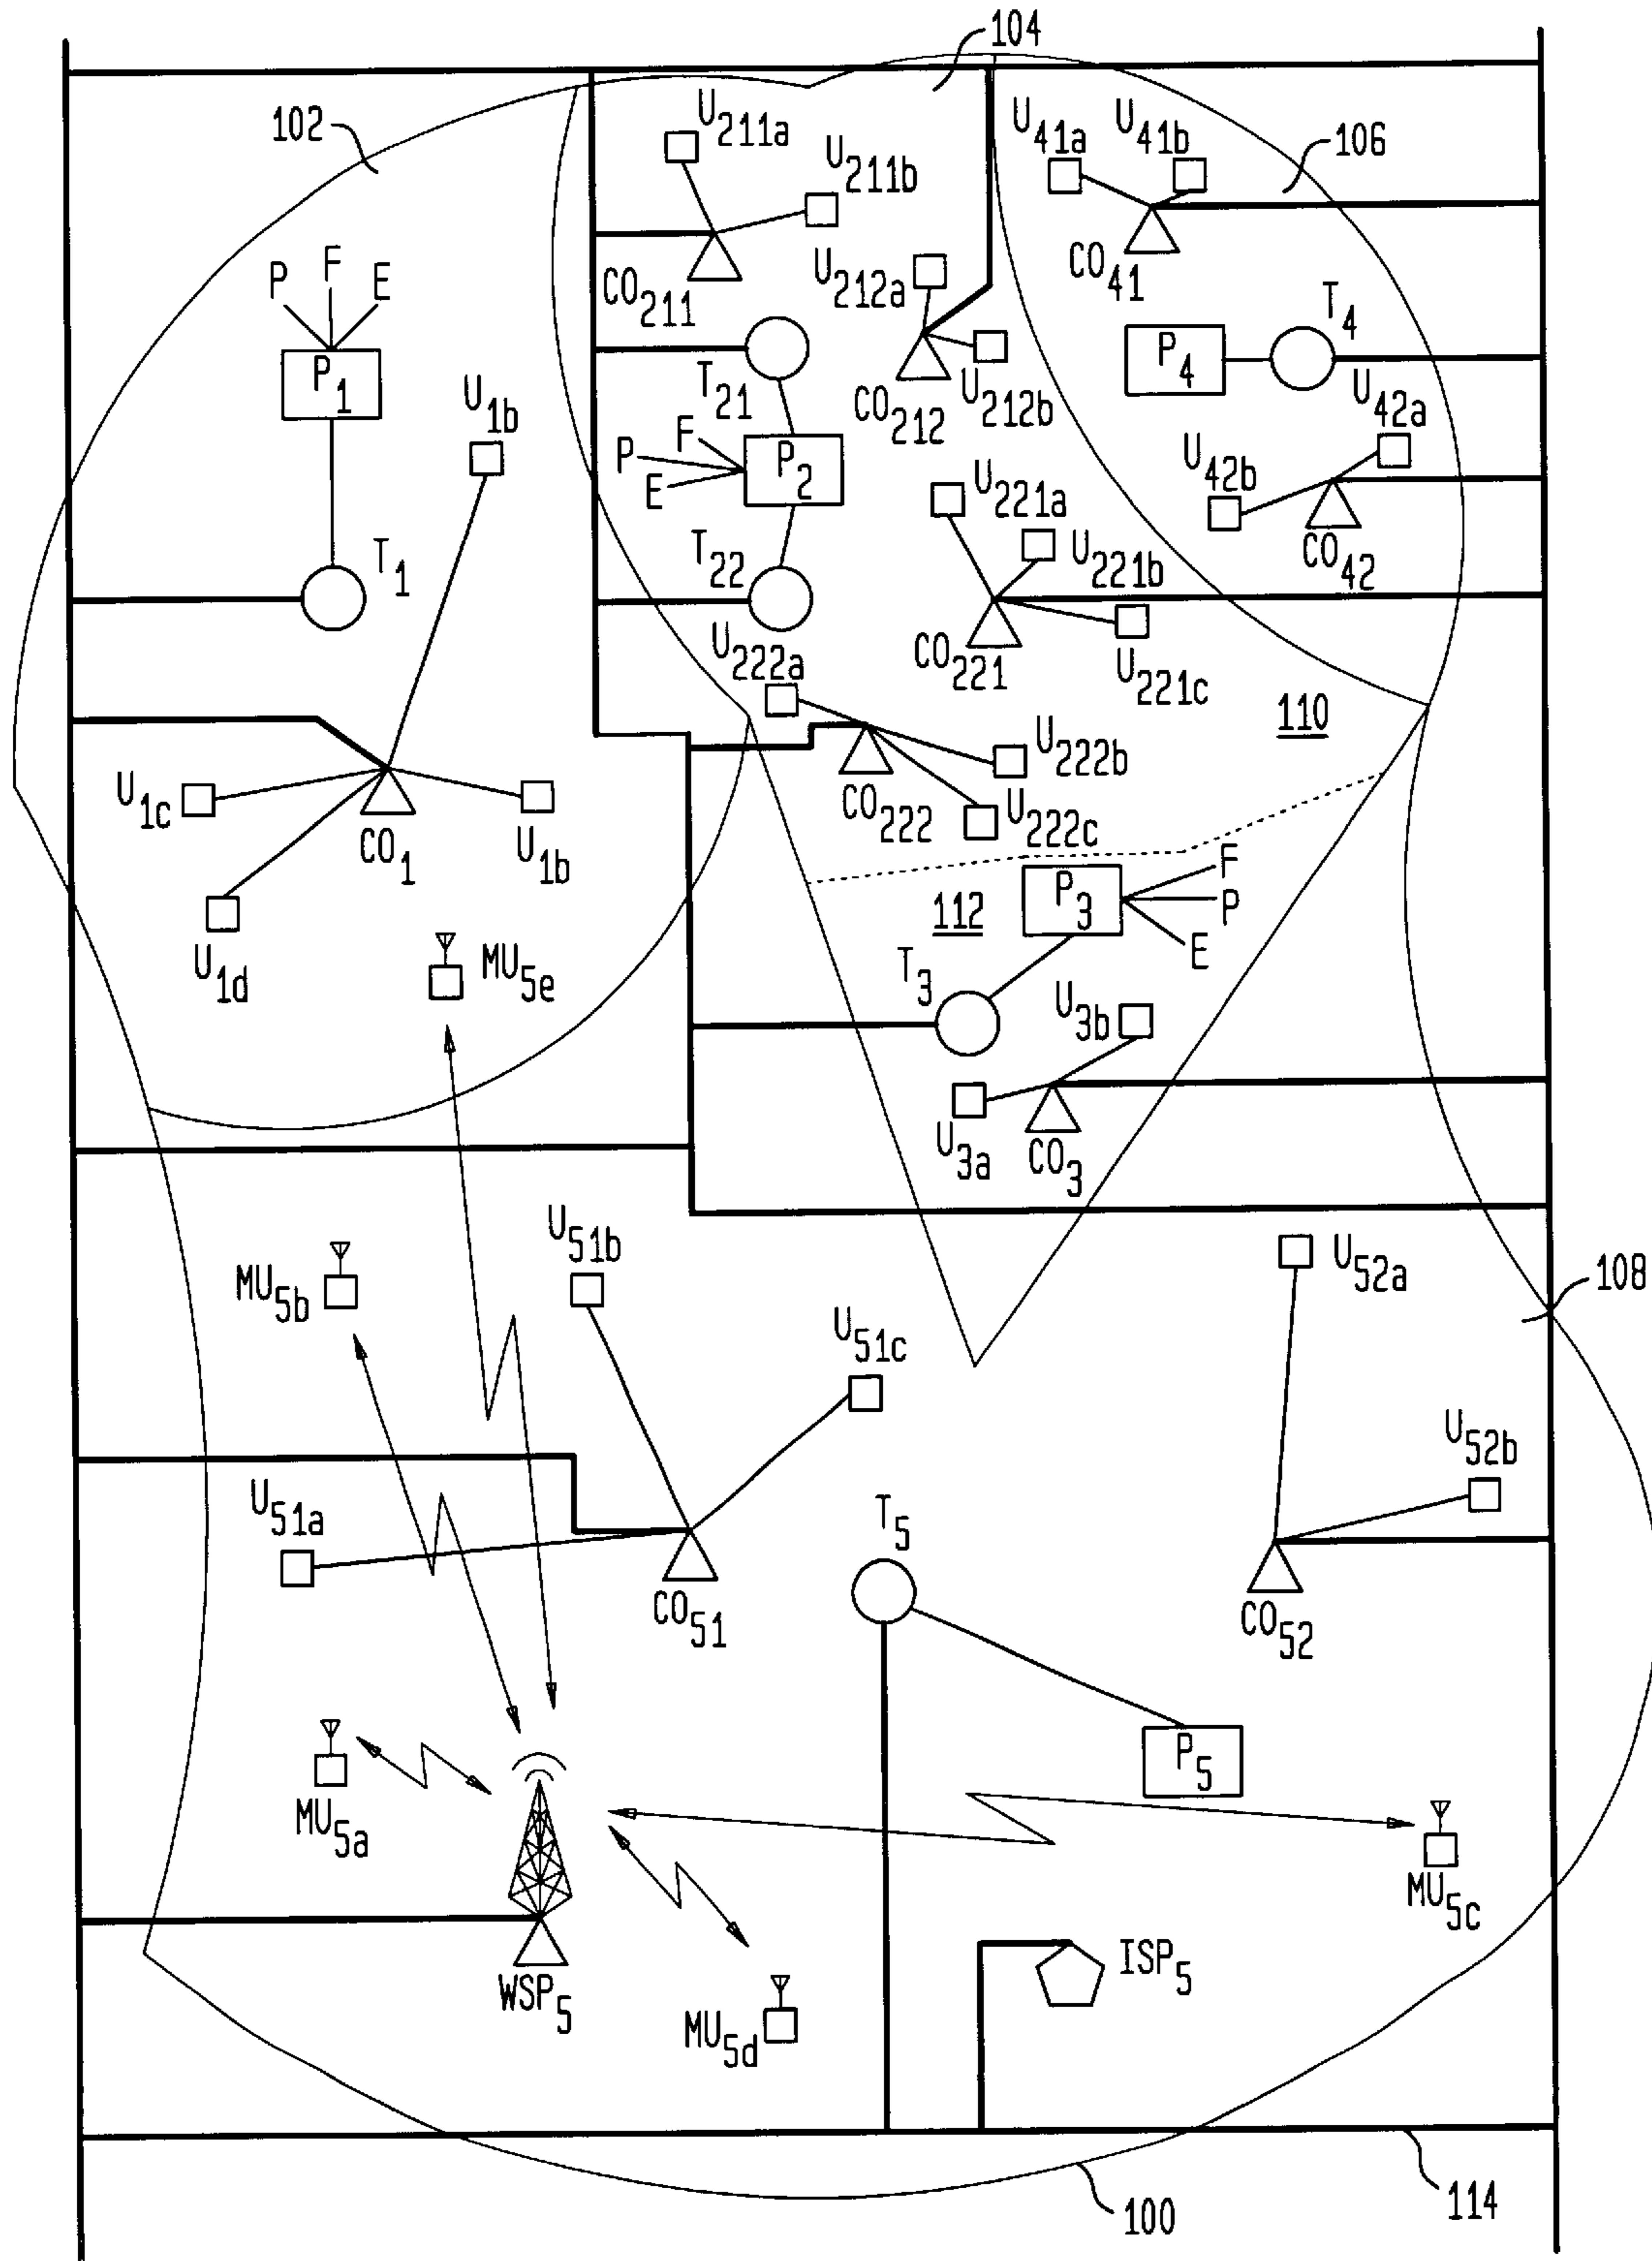 104
102
U211a
U211b
U41a
U41b
106
P
F
E
CO211
U212a
CO41
P1
T4
P4
T21
U212b
CO212
U42a
U1b
F
P
E
P2
U221a
U42b
T22
U221b
CO42
T1
U222a
CO221
U221c
110
U1c
U222b
CO222
CO1
U1b
U222c
F
P3
P
112
E
U1d
MU5e
T3
U3b
U3a
CO3
U51b
U52a
MU5b
108
U51c
U52b
U51a
T5
CO51
CO52
P5
MU5a
MU5c
ISP5
WSP5
MU5d
100
114